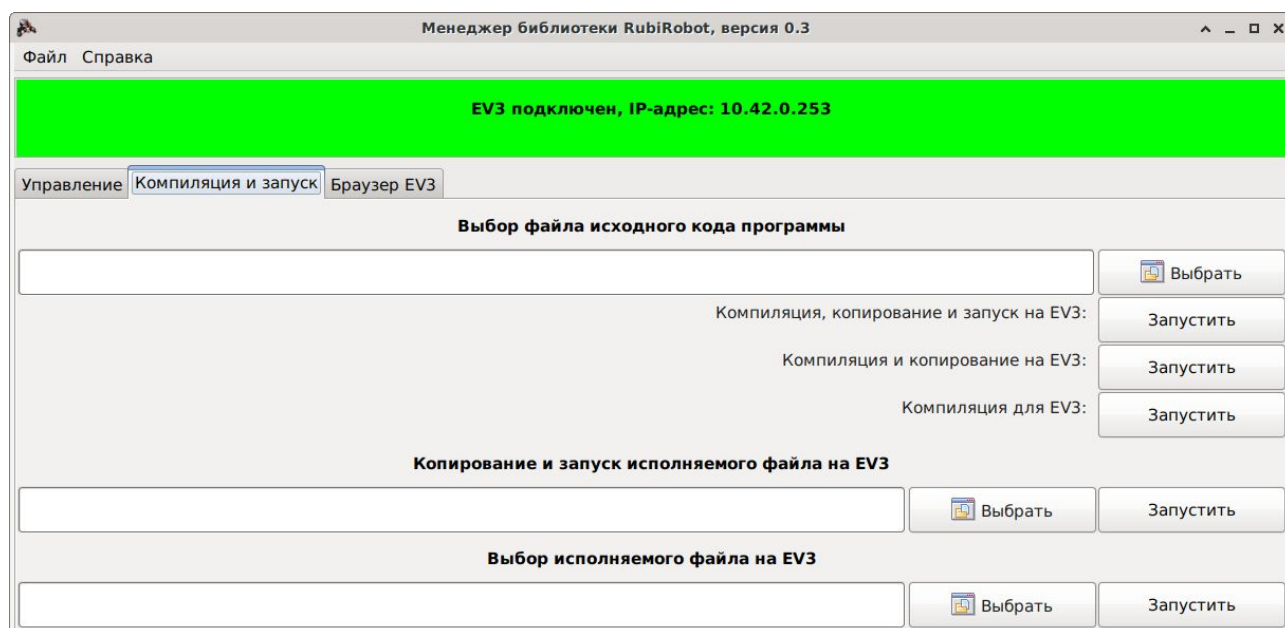 Менеджер библиотеки RubiRobot, версия 0.3
Файл Справка
EV3 подключен, IP-адрес: 10.42.0.253
Управление Компиляция и запуск Браузер EV3
Выбор файла исходного кода программы
Выбрать
Компиляция, копирование и запуск на EV3: Запустить
Компиляция и копирование на EV3: Запустить
Компиляция для EV3: Запустить
Копирование и запуск исполняемого файла на EV3
Выбрать Запустить
Выбор исполняемого файла на EV3
Выбрать Запустить